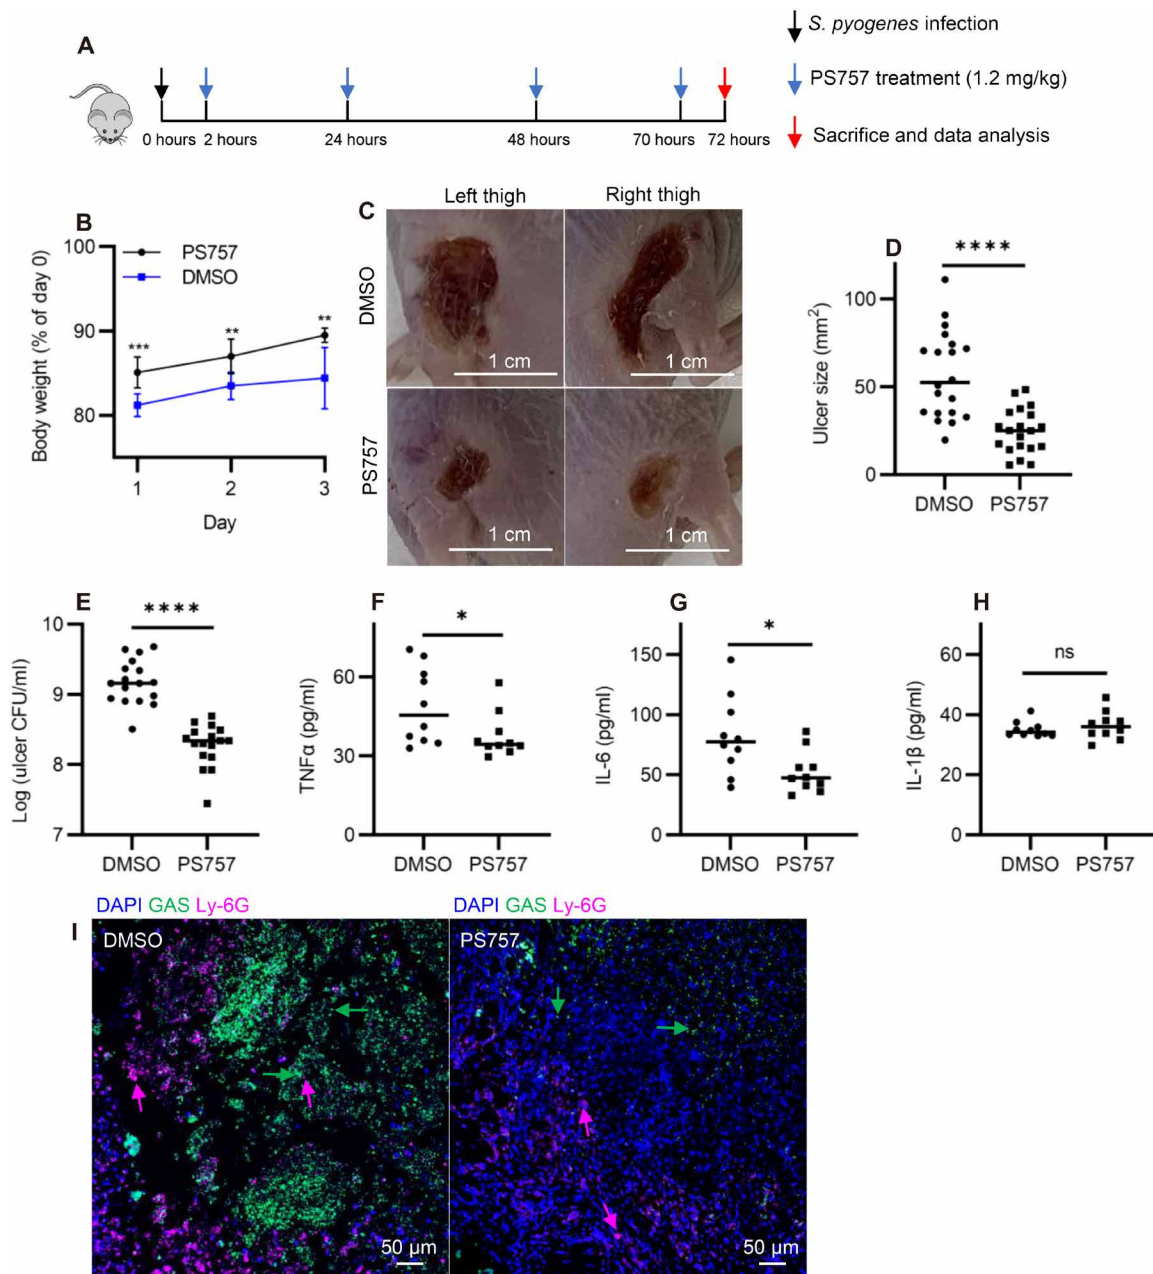 A
0 hours
2 hours
24 hours
48 hours
70 hours
72 hours
S. pyogenes infection
PS757 treatment (1.2 mg/kg)
Sacrifice and data analysis
B
Body weight (% of day 0)
100
90
80
PS757
DMSO
***
**
**
1
2
3
Day
C
Left thigh
Right thigh
DMSO
PS757
1 cm
1 cm
1 cm
1 cm
D
****
Ulcer size (mm²)
100
50
0
DMSO
PS757
E
****
Log (ulcer CFU/ml)
10
9
8
7
DMSO
PS757
F
*
TNFα (pg/ml)
60
30
0
DMSO
PS757
G
*
IL-6 (pg/ml)
150
100
50
0
DMSO
PS757
H
ns
IL-1β (pg/ml)
60
40
20
0
DMSO
PS757
I
DAPI GAS Ly-6G
DMSO
50 µm
DAPI GAS Ly-6G
PS757
50 µm